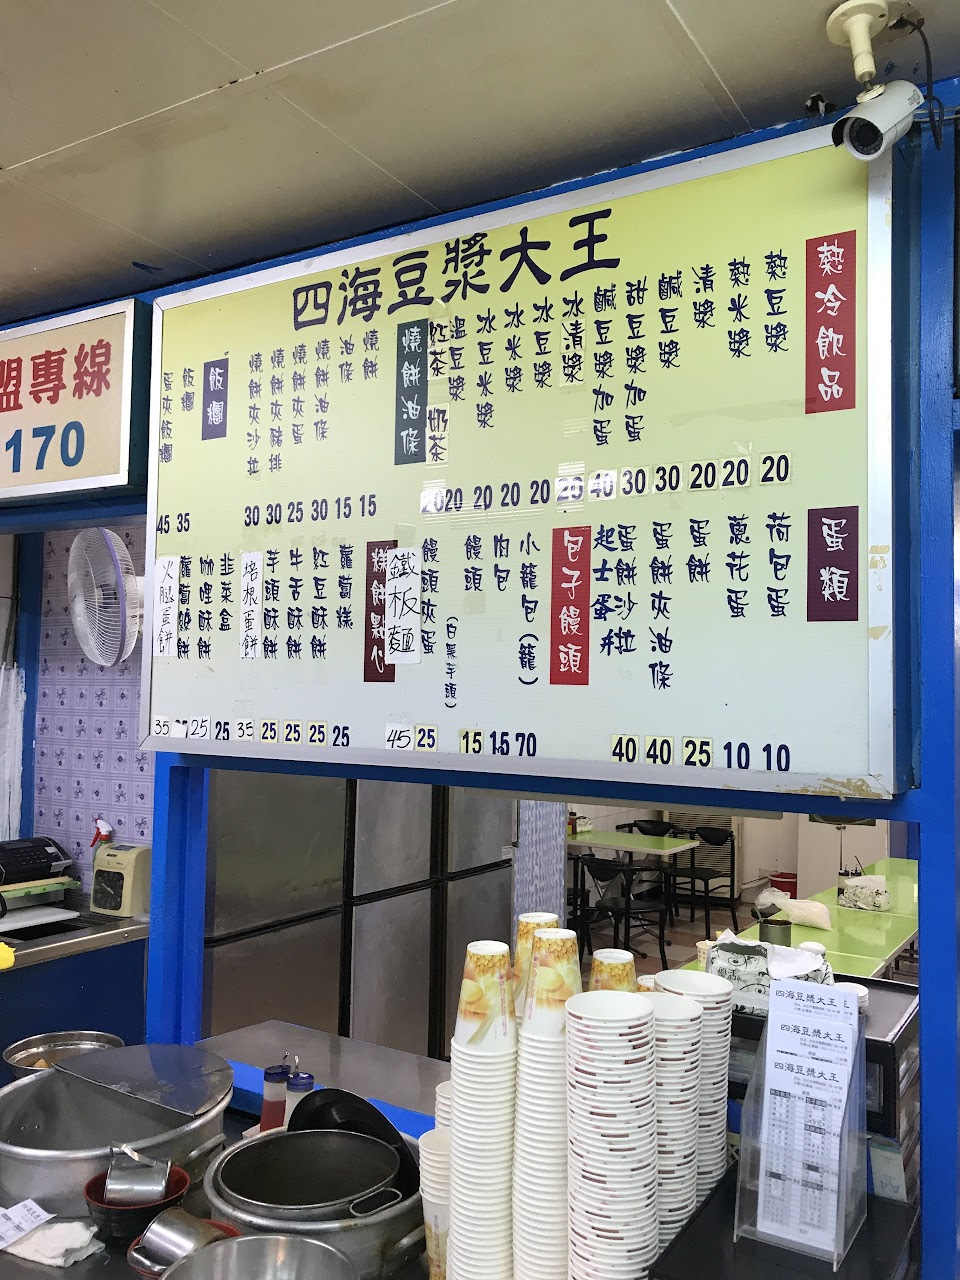 四海豆漿大王
熱冷飲品
熱豆漿 20
熱米漿 20
清漿 20
鹹豆漿 30
甜豆漿加蛋 30
鹹豆漿加蛋 40
冰清漿 20
冰豆漿 20
冰米漿 20
冰豆米漿 20
溫豆漿 20
紅茶 奶茶 20
燒餅油條
燒餅 15
油條 15
燒餅油條 30
燒餅夾蛋 25
燒餅夾豬排 30
燒餅夾沙拉 30
飯糰
飯糰 35
蛋夾飯糰 45
蛋類
荷包蛋 10
蔥花蛋 10
蛋餅 25
蛋餅夾油條 40
蛋餅沙拉 40
起士蛋
包子饅頭
小籠包(籠) 70
肉包 15
饅頭(白黑芋頭) 15
饅頭夾蛋 25
鐵板麵 45
餅點心
蘿蔔糕 25
紅豆酥餅 25
牛舌酥餅 25
芋頭酥餅 25
培根蛋餅 35
韭菜盒 25
咖哩酥餅 25
蘿蔔餅
火腿蛋餅 35
盟專線
170
四海豆漿大王
四海豆漿大王
四海豆漿大王